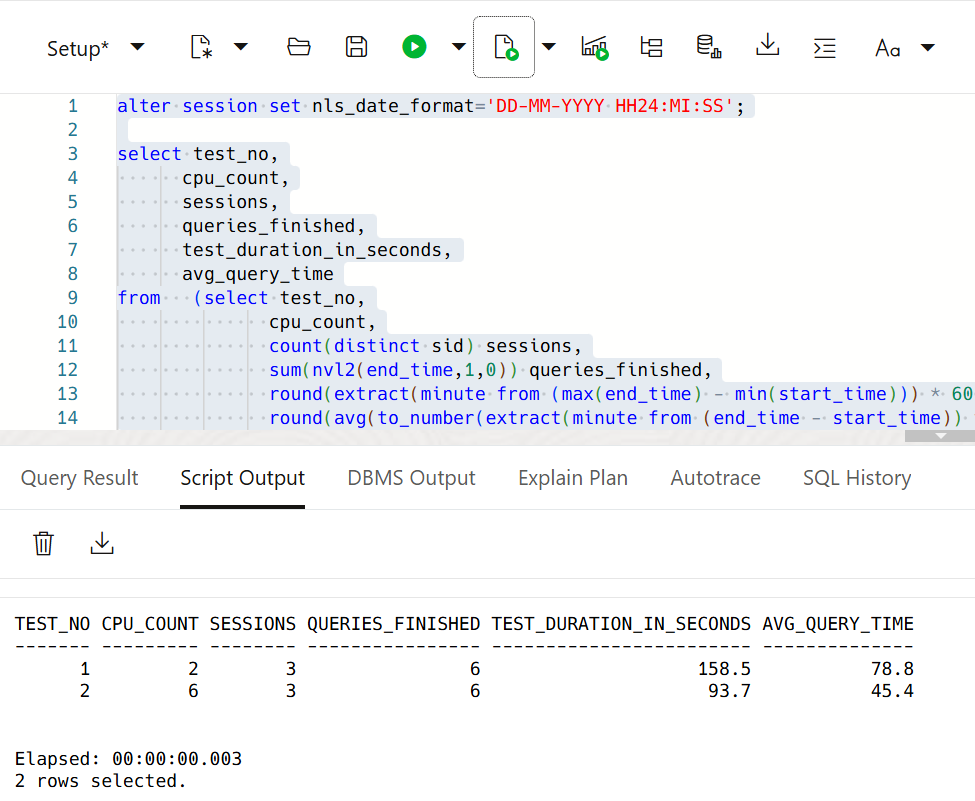 Setup*
Aa
1 alter session set nls_date_format='DD-MM-YYYY HH24:MI:SS';
2
3 select test_no,
4 cpu_count,
5 sessions,
6 queries_finished,
7 test_duration_in_seconds,
8 avg_query_time
9 from (select test_no,
10 cpu_count,
11 count(distinct sid) sessions,
12 sum(nvl2(end_time,1,0)) queries_finished,
13 round(extract(minute from (max(end_time) - min(start_time))) * 60
14 round(avg(to_number(extract(minute from (end_time - start_time))
Query Result Script Output DBMS Output Explain Plan Autotrace SQL History
TEST_NO CPU_COUNT SESSIONS QUERIES_FINISHED TEST_DURATION_IN_SECONDS AVG_QUERY_TIME
------- --------- -------- ---------------- ------------------------ --------------
1 2 3 6 158.5 78.8
2 6 3 6 93.7 45.4
Elapsed: 00:00:00.003
2 rows selected.